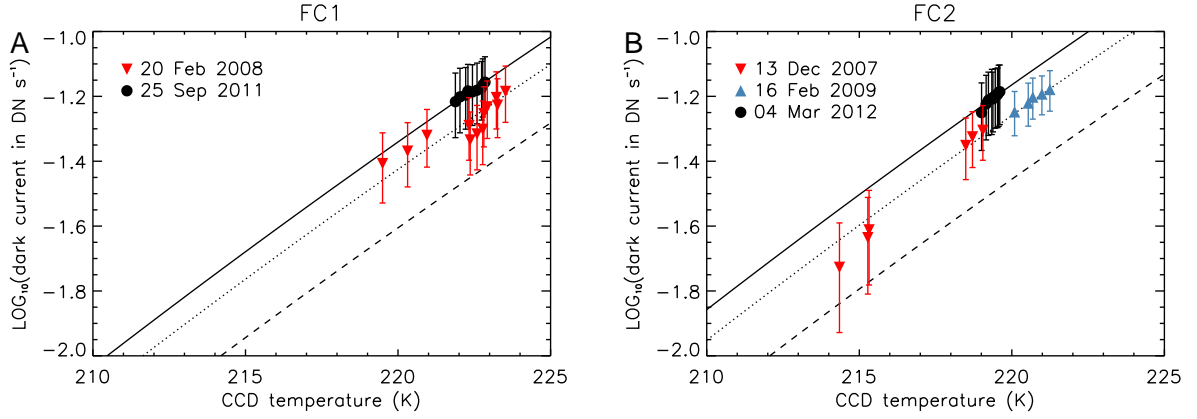 FC1
A
20 Feb 2008
25 Sep 2011
-1.0
-1.2
-1.4
-1.6
-1.8
-2.0
LOG₁₀(dark current in DN s⁻¹)
210 215 220 225
CCD temperature (K)
FC2
B
13 Dec 2007
16 Feb 2009
04 Mar 2012
-1.0
-1.2
-1.4
-1.6
-1.8
-2.0
LOG₁₀(dark current in DN s⁻¹)
210 215 220 225
CCD temperature (K)